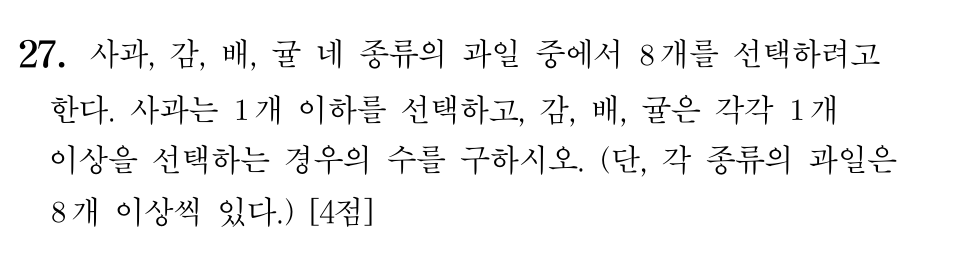 27. 사과, 감, 배, 귤 네 종류의 과일 중에서 8개를 선택하려고
한다. 사과는 1개 이하를 선택하고, 감, 배, 귤은 각각 1개
이상을 선택하는 경우의 수를 구하시오. (단, 각 종류의 과일은
8개 이상씩 있다.) [4점]